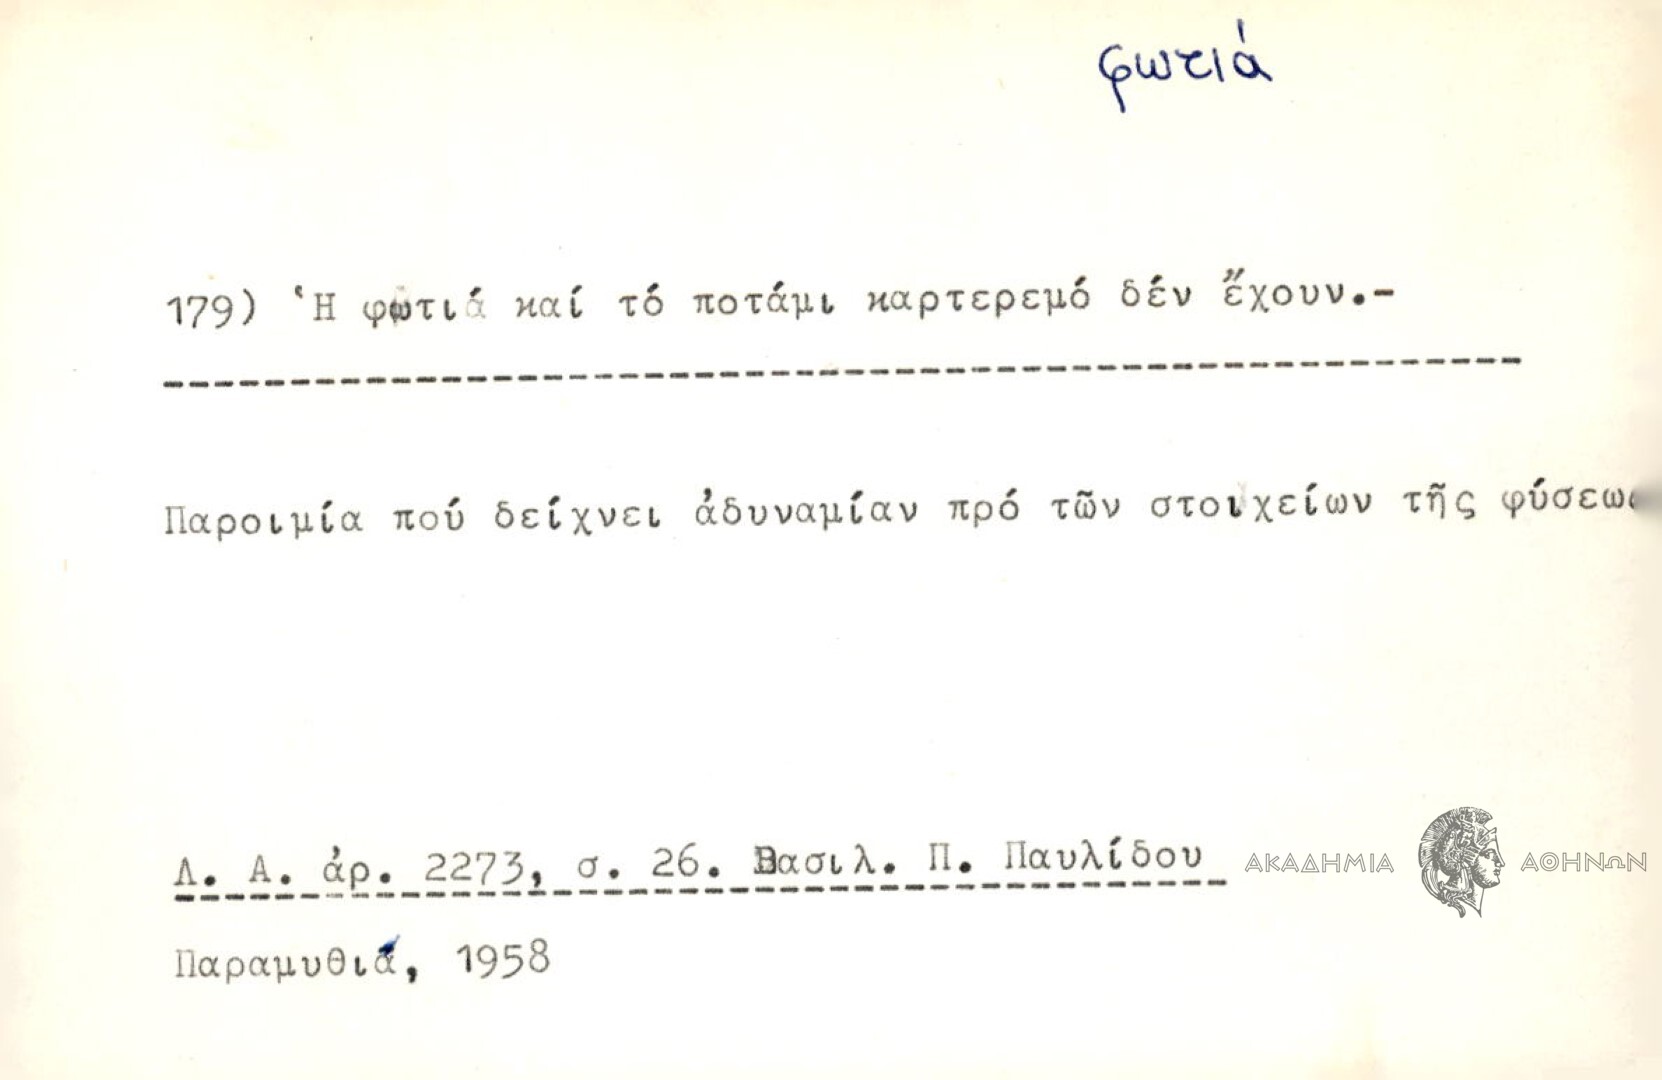 φωτιά
179) Ἡ φωτιά καί τό ποτάμι καρτερεμό δέν ἔχουν.-
Παροιμία πού δείχνει ἀδυναμίαν πρό τῶν στοιχείων τῆς φύσεως
Λ. Α. ἀρ. 2273, σ. 26. Βασιλ. Π. Παυλίδου
ΑΚΑΔΗΜΙΑ ΑΘΗΝΩΝ
Παραμυθιά, 1958